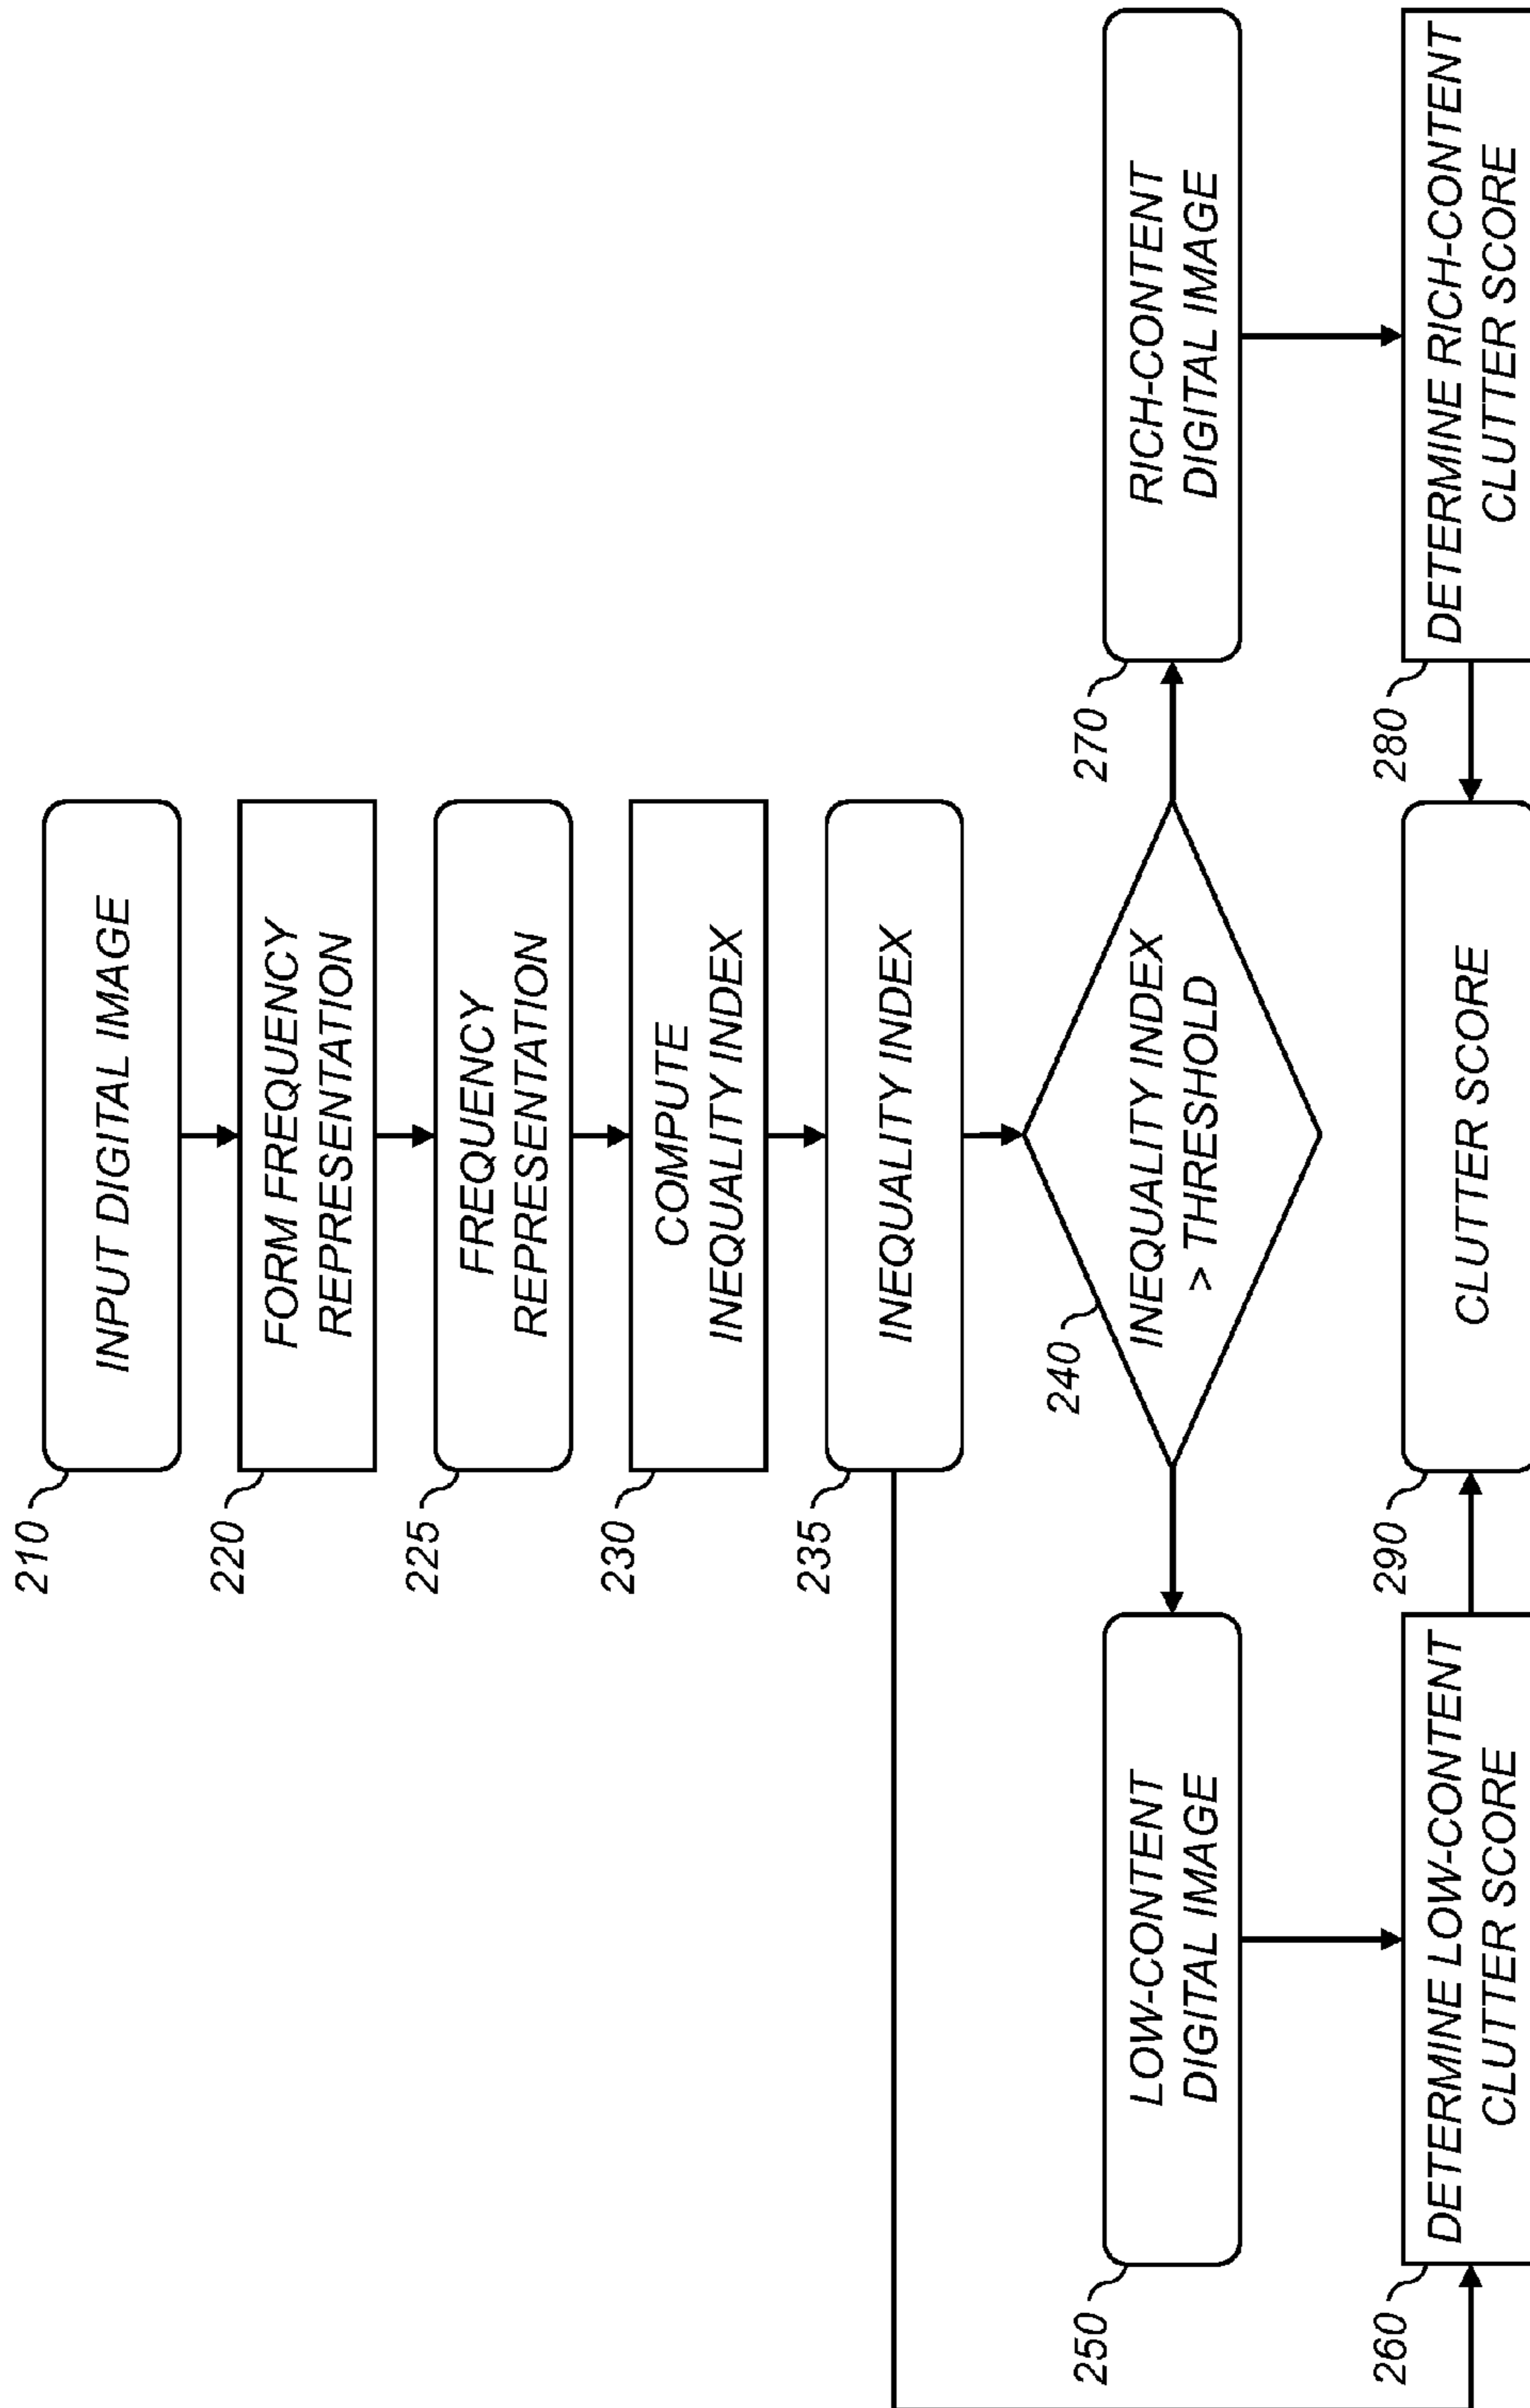 210
INPUT DIGITAL IMAGE
220
FORM FREQUENCY
REPRESENTATION
225
FREQUENCY
REPRESENTATION
230
COMPUTE
INEQUALITY INDEX
235
INEQUALITY INDEX
240
INEQUALITY INDEX
> THRESHOLD
250
LOW-CONTENT
DIGITAL IMAGE
270
RICH-CONTENT
DIGITAL IMAGE
260
DETERMINE LOW-CONTENT
CLUTTER SCORE
290
CLUTTER SCORE
280
DETERMINE RICH-CONTENT
CLUTTER SCORE